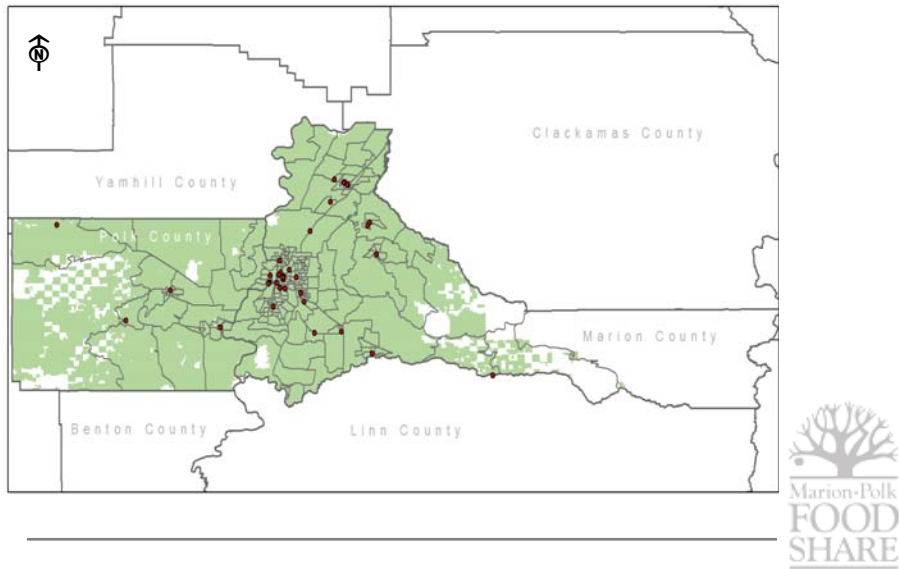 N
Clackamas County
Yamhill County
Polk County
Marion County
Benton County
Linn County
Marion•Polk
FOOD
SHARE